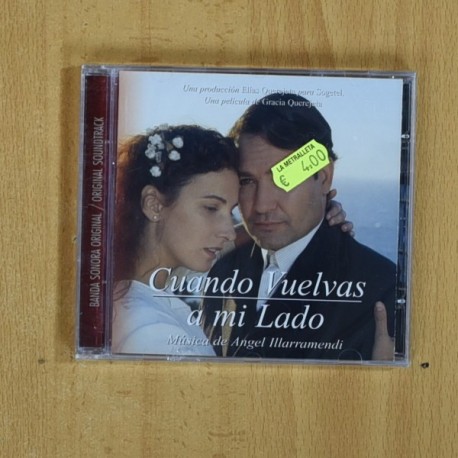 Una producción Elías Querejeta para Sogetel.
Una película de Gracia Querejeta
LA METRALLETA
€ 4,00
BANDA SONORA ORIGINAL / ORIGINAL SOUNDTRACK
Cuando Vuelvas
a mi Lado
Música de Angel Illarramendi